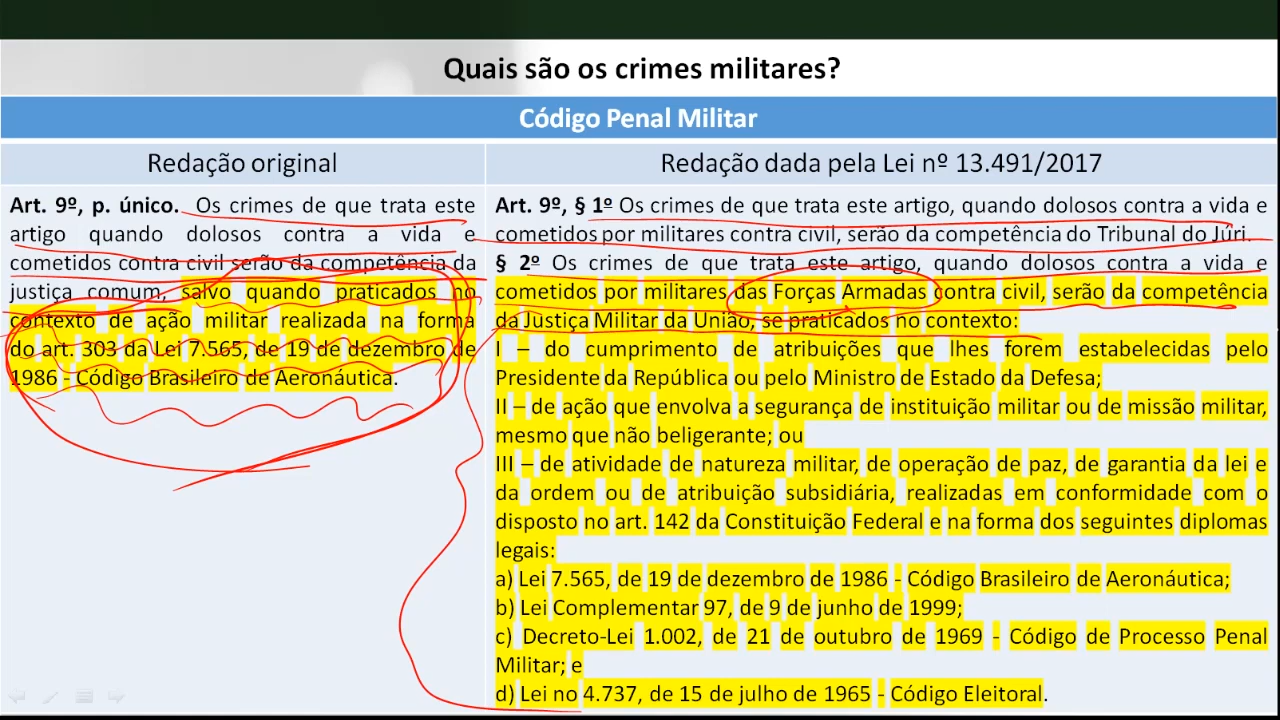 Quais são os crimes militares?
Código Penal Militar
Redação original
Art. 9º, p. único. Os crimes de que trata este
artigo quando dolosos contra a vida e
cometidos contra civil serão da competência da
justiça comum, salvo quando praticados no
contexto de ação militar realizada na forma
do art. 303 da Lei 7.565, de 19 de dezembro de
1986 - Código Brasileiro de Aeronáutica.
Redação dada pela Lei nº 13.491/2017
Art. 9º, § 1º Os crimes de que trata este artigo, quando dolosos contra a vida e
cometidos por militares contra civil, serão da competência do Tribunal do Júri.
§ 2º Os crimes de que trata este artigo, quando dolosos contra a vida e
cometidos por militares das Forças Armadas contra civil, serão da competência
da Justiça Militar da União, se praticados no contexto:
I – do cumprimento de atribuições que lhes forem estabelecidas pelo
Presidente da República ou pelo Ministro de Estado da Defesa;
II – de ação que envolva a segurança de instituição militar ou de missão militar,
mesmo que não beligerante; ou
III – de atividade de natureza militar, de operação de paz, de garantia da lei e
da ordem ou de atribuição subsidiária, realizadas em conformidade com o
disposto no art. 142 da Constituição Federal e na forma dos seguintes diplomas
legais:
a) Lei 7.565, de 19 de dezembro de 1986 - Código Brasileiro de Aeronáutica;
b) Lei Complementar 97, de 9 de junho de 1999;
c) Decreto-Lei 1.002, de 21 de outubro de 1969 - Código de Processo Penal
Militar; e
d) Lei no 4.737, de 15 de julho de 1965 - Código Eleitoral.